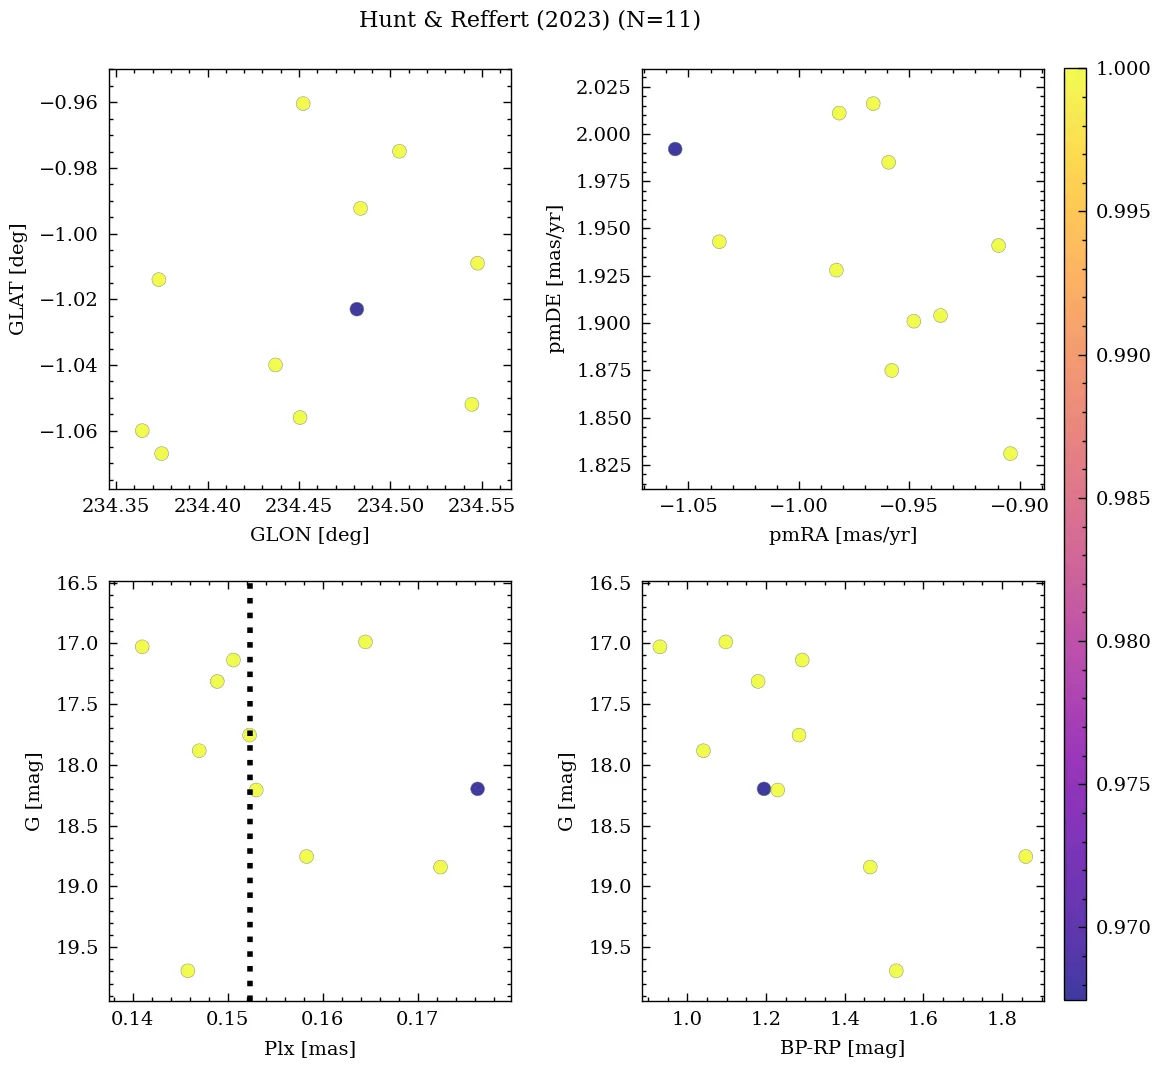 Hunt & Reffert (2023) (N=11)
−0.96
−0.98
−1.00
−1.02
−1.04
−1.06
GLAT [deg]
234.35 234.40 234.45 234.50 234.55
GLON [deg]
2.025
2.000
1.975
1.950
1.925
1.900
1.875
1.850
1.825
pmDE [mas/yr]
−1.05 −1.00 −0.95 −0.90
pmRA [mas/yr]
16.5
17.0
17.5
18.0
18.5
19.0
19.5
G [mag]
0.14 0.15 0.16 0.17
Plx [mas]
16.5
17.0
17.5
18.0
18.5
19.0
19.5
G [mag]
1.0 1.2 1.4 1.6 1.8
BP-RP [mag]
1.000
0.995
0.990
0.985
0.980
0.975
0.970